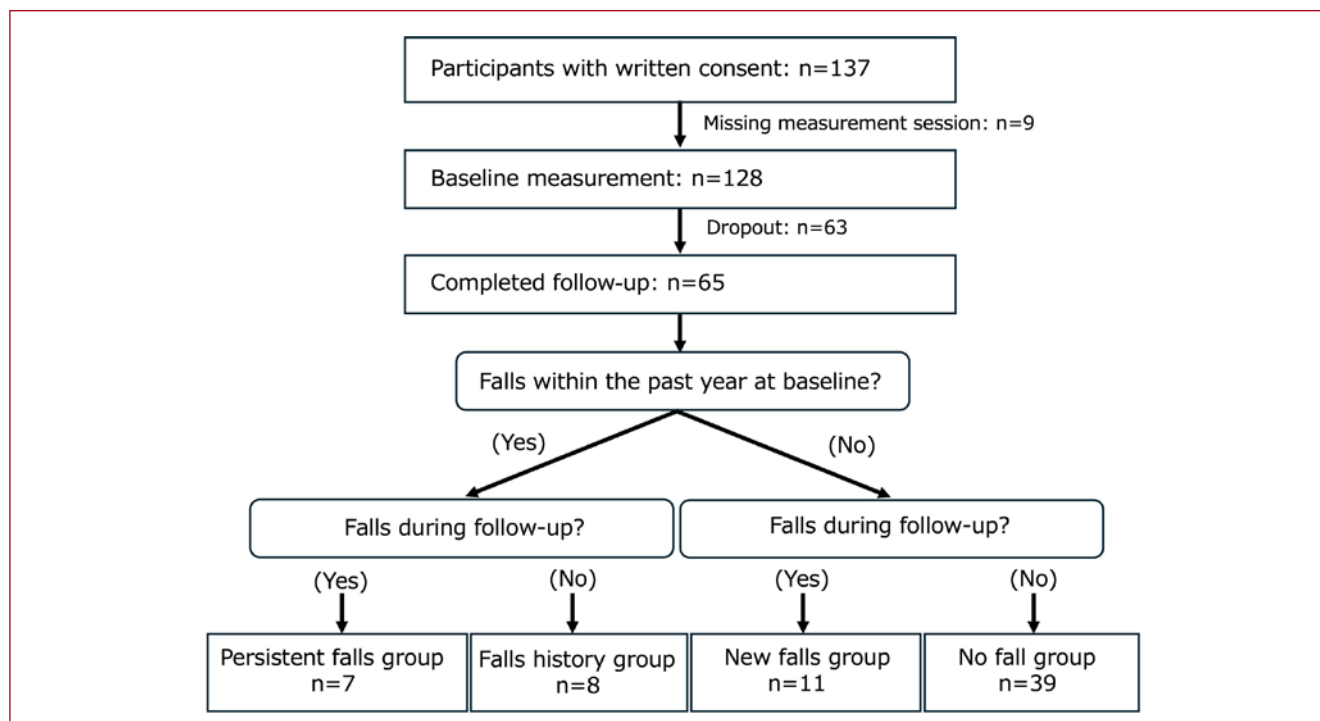 Participants with written consent: n=137
Missing measurement session: n=9
Baseline measurement: n=128
Dropout: n=63
Completed follow-up: n=65
Falls within the past year at baseline?
(Yes)
(No)
Falls during follow-up?
Falls during follow-up?
(Yes)
(No)
(Yes)
(No)
Persistent falls group
n=7
Falls history group
n=8
New falls group
n=11
No fall group
n=39